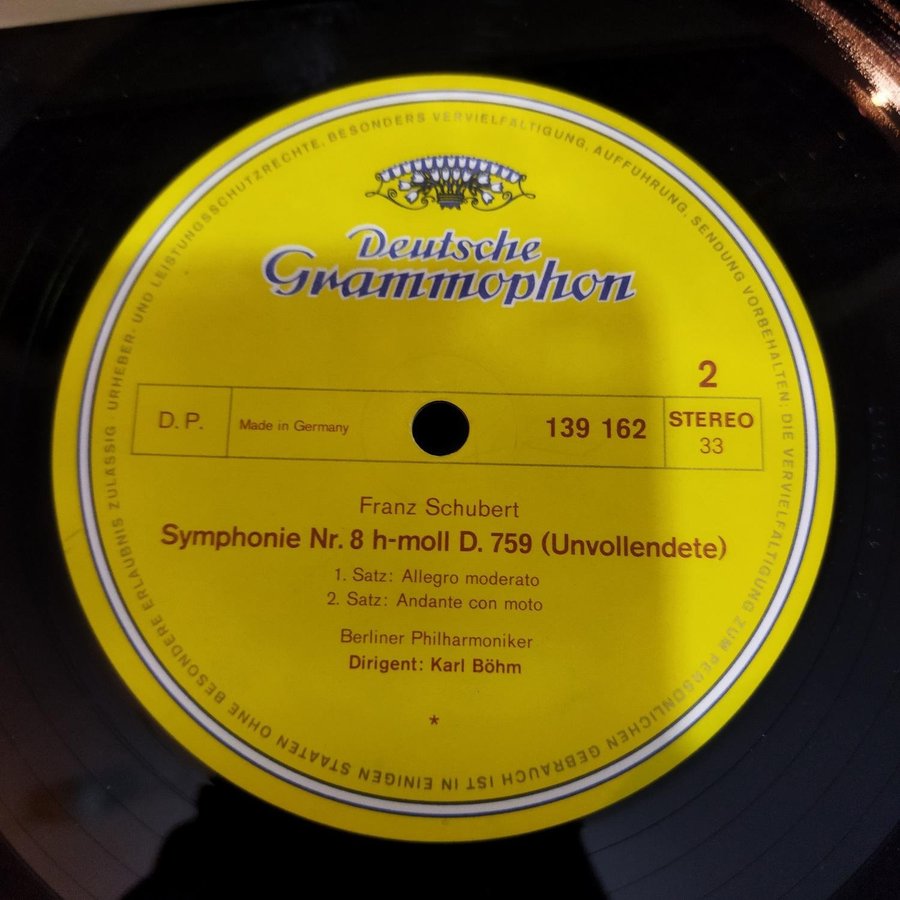 Deutsche
Grammophon
2
D.P.
Made in Germany
139 162
STEREO
33
Franz Schubert
Symphonie Nr. 8 h-moll D. 759 (Unvollendete)
1. Satz: Allegro moderato
2. Satz: Andante con moto
Berliner Philharmoniker
Dirigent: Karl Böhm
*
URHEBER- UND LEISTUNGSSCHUTZRECHTE, BESONDERS VERVIELFÄLTIGUNG, AUFFÜHRUNG, SENDUNG VORBEHALTEN; DIE VERVIELFÄLTIGUNG ZUM PERSÖNLICHEN GEBRAUCH IST IN EINIGEN STAATEN OHNE BESONDERE ERLAUBNIS ZULÄSSIG ·